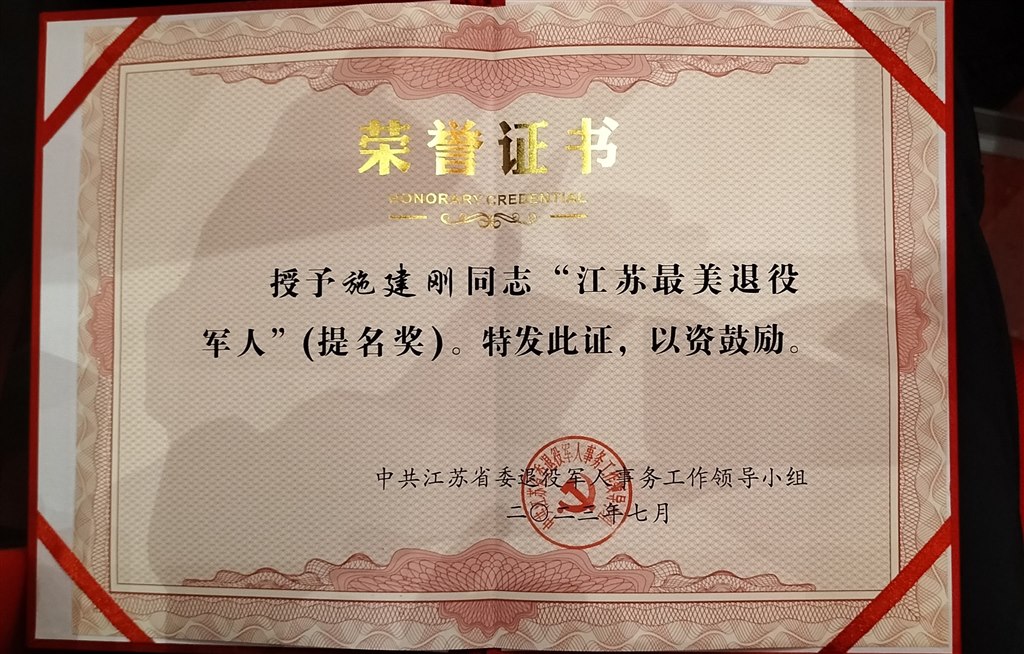 荣誉证书
HONORARY CREDENTIAL
授予施建刚同志“江苏最美退役
军人”(提名奖)。特发此证，以资鼓励。
中共江苏省委退役军人事务工作领导小组
二〇二三年七月